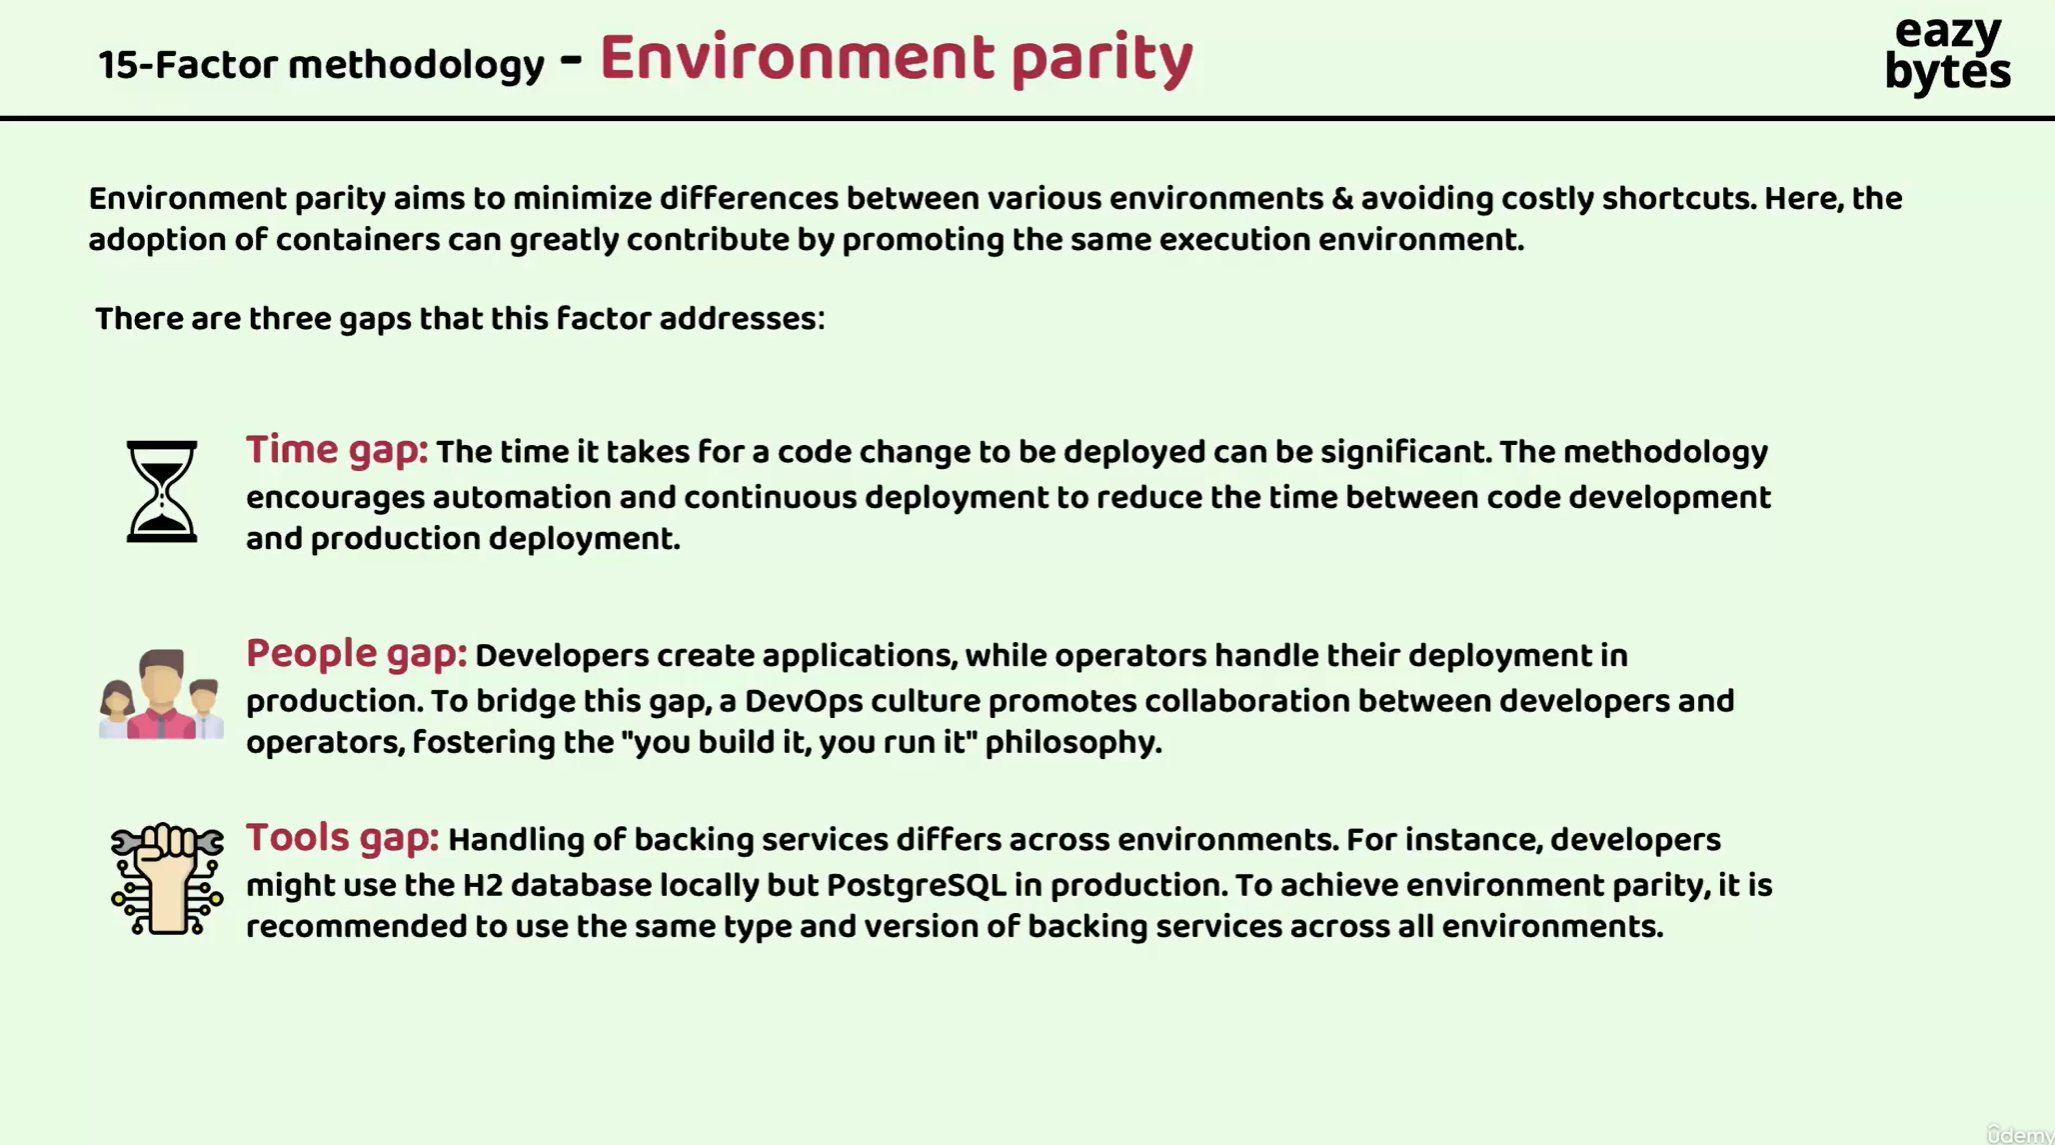 15-Factor methodology - Environment parity
eazy
bytes
Environment parity aims to minimize differences between various environments & avoiding costly shortcuts. Here, the
adoption of containers can greatly contribute by promoting the same execution environment.
There are three gaps that this factor addresses:
Time gap: The time it takes for a code change to be deployed can be significant. The methodology
encourages automation and continuous deployment to reduce the time between code development
and production deployment.
People gap: Developers create applications, while operators handle their deployment in
production. To bridge this gap, a DevOps culture promotes collaboration between developers and
operators, fostering the "you build it, you run it" philosophy.
Tools gap: Handling of backing services differs across environments. For instance, developers
might use the H2 database locally but PostgreSQL in production. To achieve environment parity, it is
recommended to use the same type and version of backing services across all environments.
ûdemy